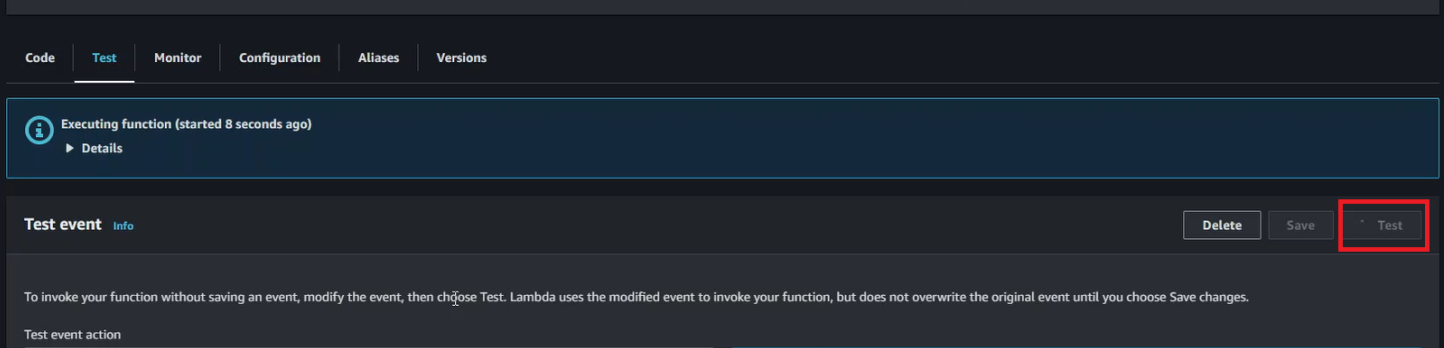 Code Test Monitor Configuration Aliases Versions
Executing function (started 8 seconds ago)
Details
Test event Info Delete Save Test
To invoke your function without saving an event, modify the event, then choose Test. Lambda uses the modified event to invoke your function, but does not overwrite the original event until you choose Save changes.
Test event action